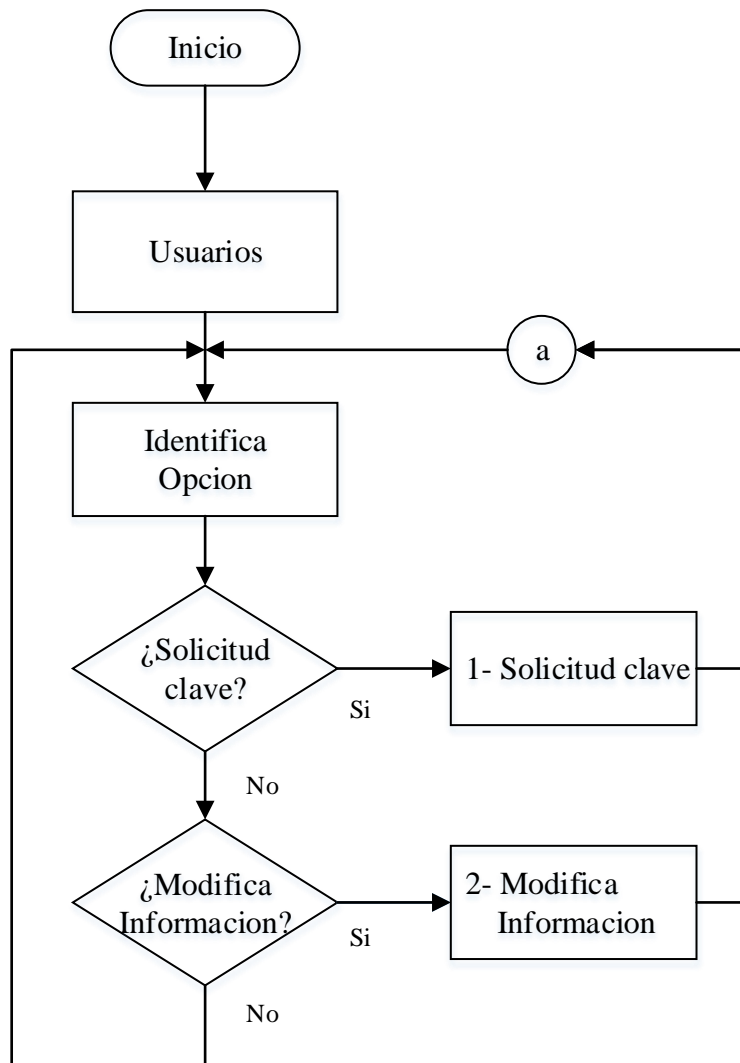 Inicio
Usuarios
a
Identifica
Opcion
¿Solicitud
clave?
Si
1- Solicitud clave
No
¿Modifica
Informacion?
Si
2- Modifica
Informacion
No